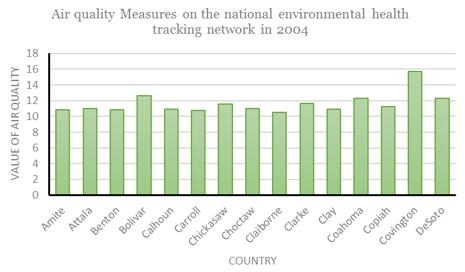 Air quality Measures on the national environmental health
tracking network in 2004
VALUE OF AIR QUALITY
18
16
14
12
10
8
6
4
2
0
Amite
Attala
Benton
Bolivar
Calhoun
Carroll
Chickasaw
Choctaw
Claiborne
Clarke
Clay
Coahoma
Copiah
Covington
DeSoto
COUNTRY